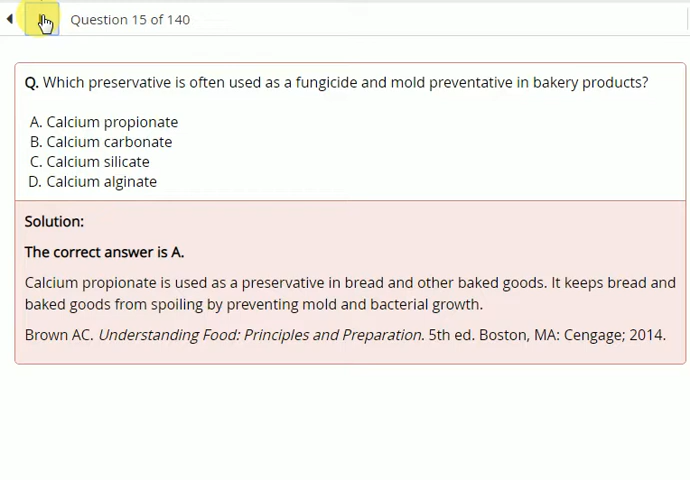 Question 15 of 140
Q. Which preservative is often used as a fungicide and mold preventative in bakery products?
A. Calcium propionate
B. Calcium carbonate
C. Calcium silicate
D. Calcium alginate
Solution:
The correct answer is A.
Calcium propionate is used as a preservative in bread and other baked goods. It keeps bread and
baked goods from spoiling by preventing mold and bacterial growth.
Brown AC. Understanding Food: Principles and Preparation. 5th ed. Boston, MA: Cengage; 2014.